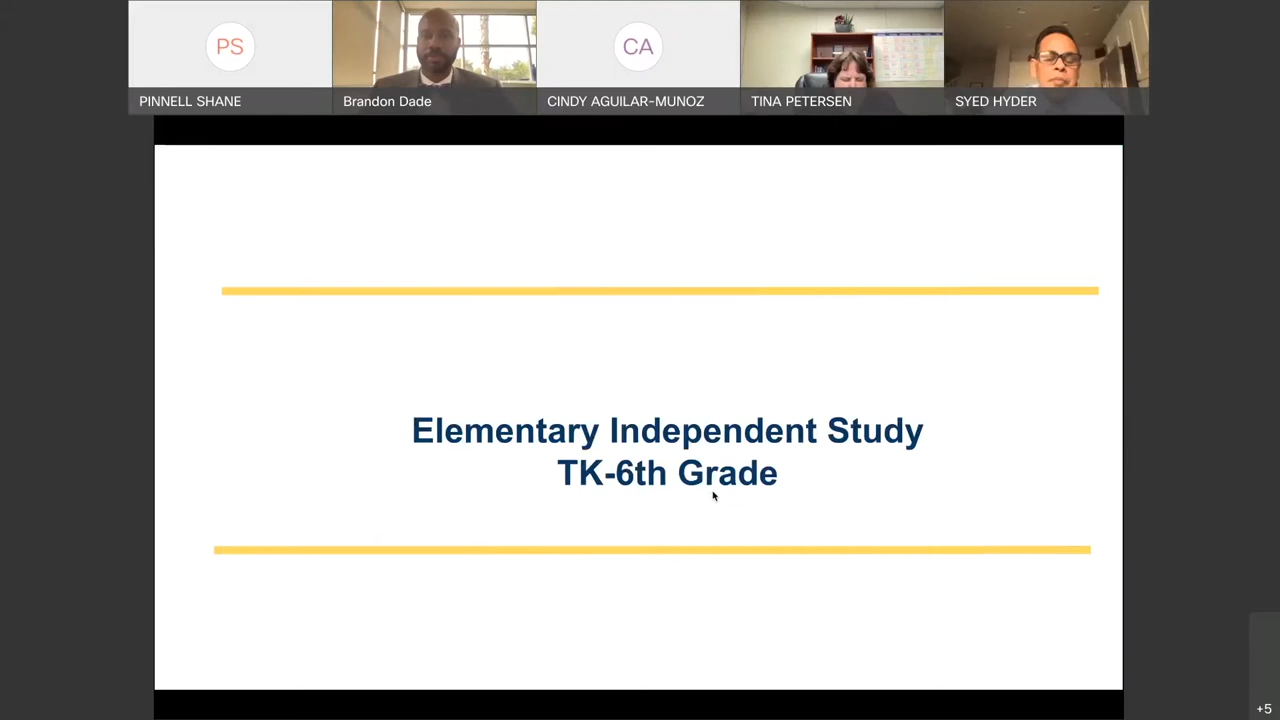 PS
CA
PINNELL SHANE
Brandon Dade
CINDY AGUILAR-MUNOZ
TINA PETERSEN
SYED HYDER
Elementary Independent Study
TK-6th Grade
+5